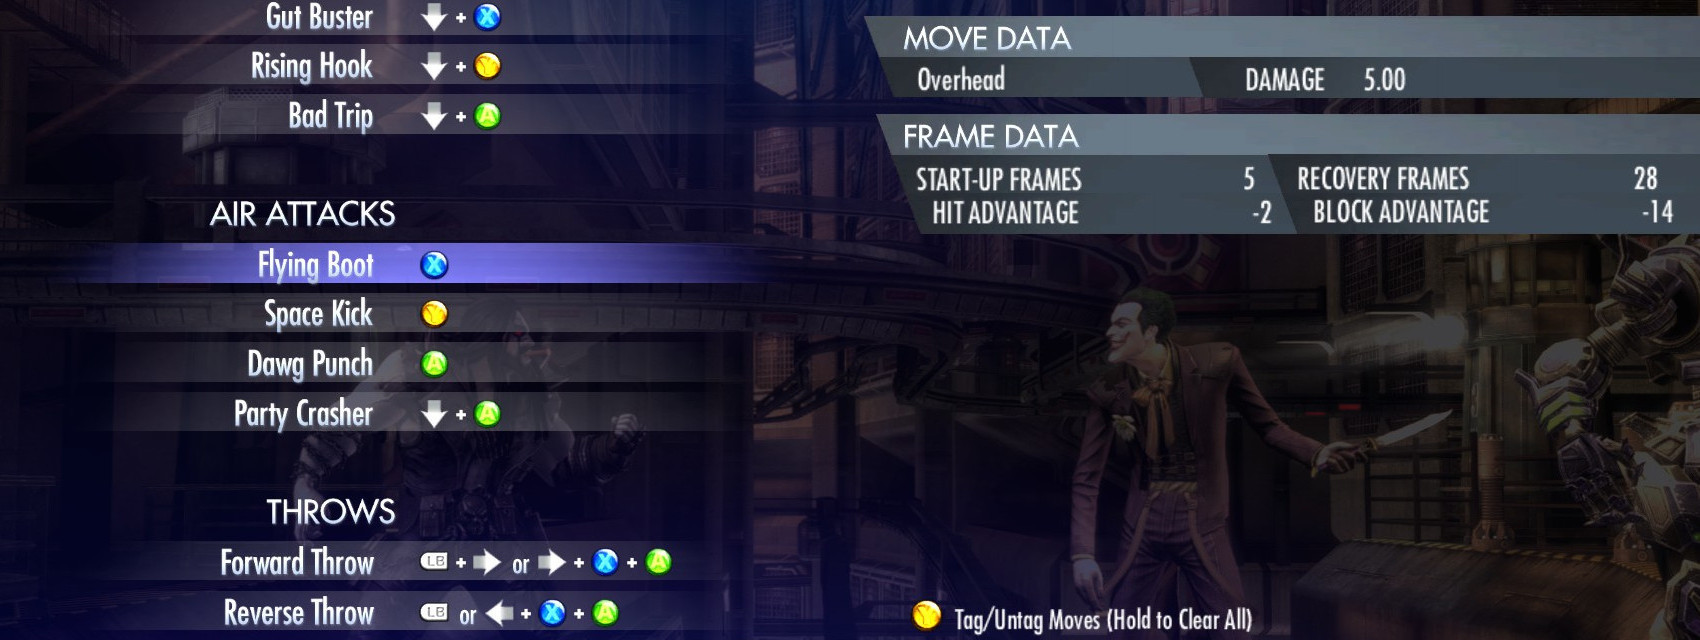 Gut Buster + X
Rising Hook + Y
Bad Trip + A
AIR ATTACKS
Flying Boot X
Space Kick Y
Dawg Punch A
Party Crasher + A
THROWS
Forward Throw LB + or + X + A
Reverse Throw LB or + X + A
MOVE DATA
Overhead DAMAGE 5.00
FRAME DATA
START-UP FRAMES 5 RECOVERY FRAMES 28
HIT ADVANTAGE -2 BLOCK ADVANTAGE -14
Y Tag/Untag Moves (Hold to Clear All)